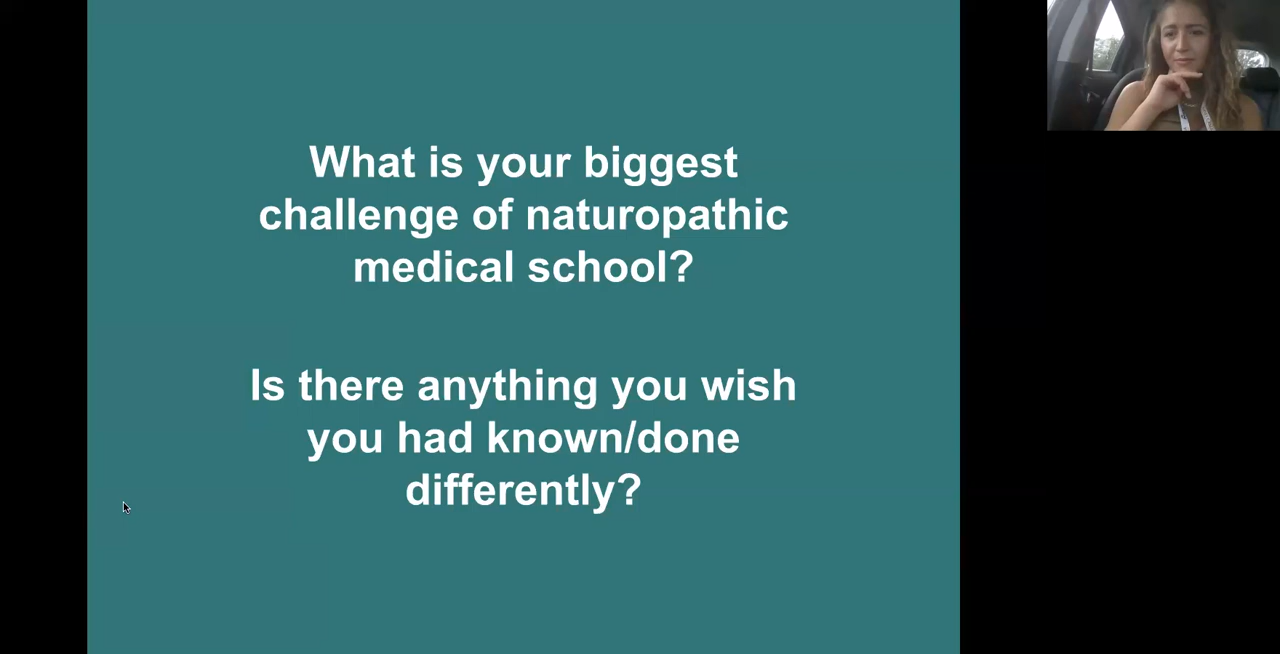 What is your biggest
challenge of naturopathic
medical school?
Is there anything you wish
you had known/done
differently?